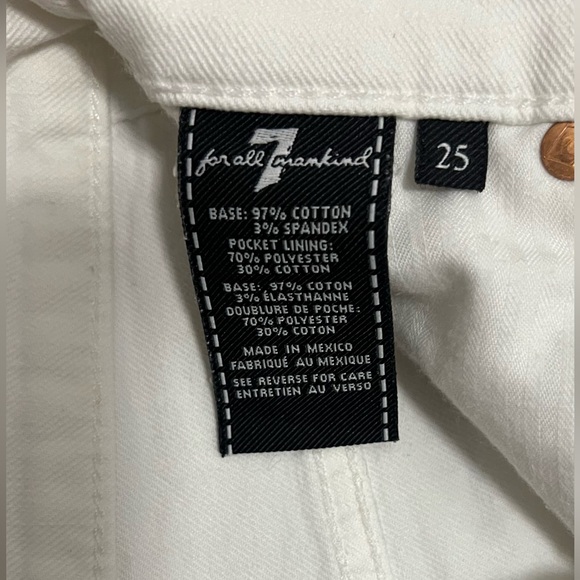 7
for all mankind
25
BASE: 97% COTTON
3% SPANDEX
POCKET LINING:
70% POLYESTER
30% COTTON
BASE: 97% COTON
3% ÉLASTHANNE
DOUBLURE DE POCHE:
70% POLYESTER
30% COTON
MADE IN MEXICO
FABRIQUÉ AU MEXIQUE
SEE REVERSE FOR CARE
ENTRETIEN AU VERSO